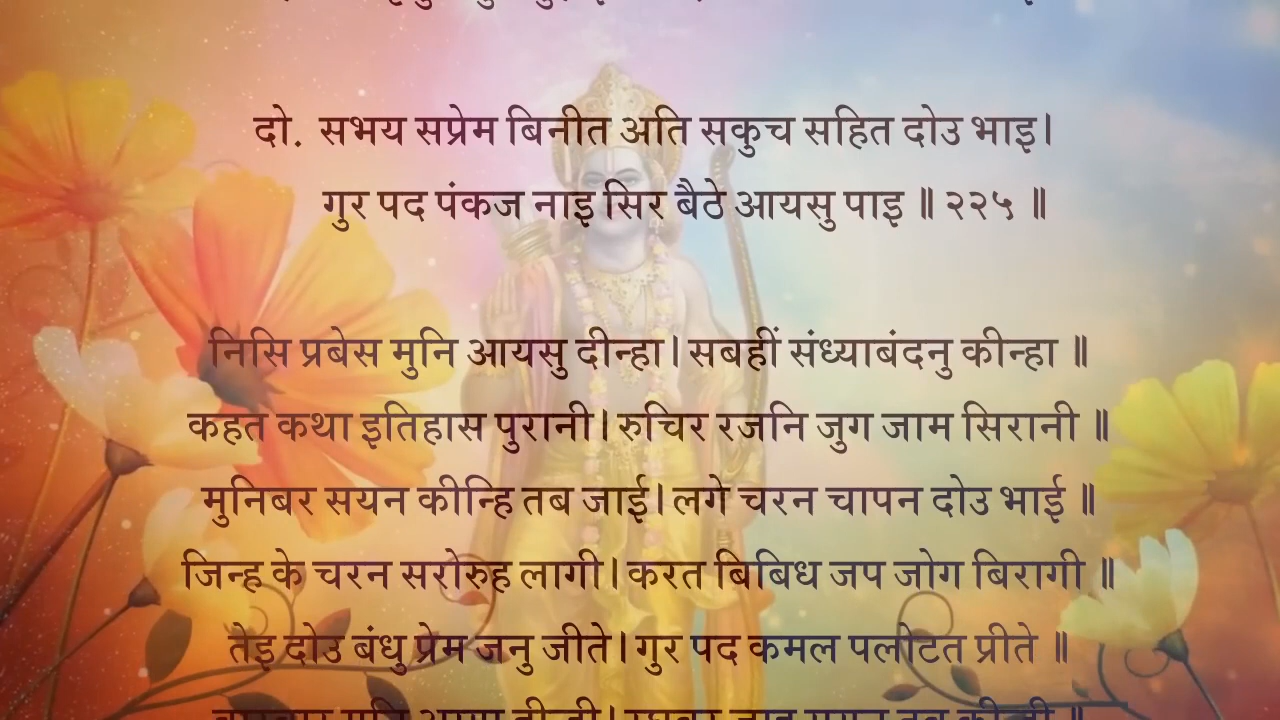 दो. सभय सप्रेम बिनीत अति सकुच सहित दोउ भाइ।
गुर पद पंकज नाइ सिर बैठे आयसु पाइ ॥ २२५ ॥
निसि प्रबेस मुनि आयसु दीन्हा। सबहीं संध्याबंदनु कीन्हा ॥
कहत कथा इतिहास पुरानी। रुचिर रजनि जुग जाम सिरानी ॥
मुनिबर सयन कीन्हि तब जाई। लगे चरन चापन दोउ भाई ॥
जिन्ह के चरन सरोरुह लागी। करत बिबिध जप जोग बिरागी ॥
तेइ दोउ बंधु प्रेम जनु जीते। गुर पद कमल पलोटत प्रीते ॥